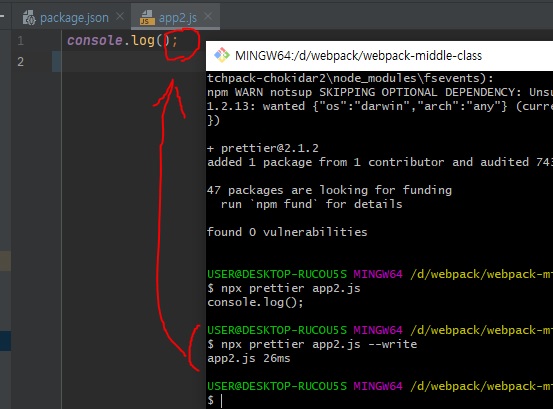 package.json
app2.js
1 console.log();
2
MINGW64:/d/webpack/webpack-middle-class
tchpack-chokidar2\node_modules\fsevents):
npm WARN notsup SKIPPING OPTIONAL DEPENDENCY: Unsu
1.2.13: wanted {"os":"darwin","arch":"any"} (curre
})
+ prettier@2.1.2
added 1 package from 1 contributor and audited 743
47 packages are looking for funding
run `npm fund` for details
found 0 vulnerabilities
USER@DESKTOP-RUCOU5S MINGW64 /d/webpack/webpack-mi
$ npx prettier app2.js
console.log();
USER@DESKTOP-RUCOU5S MINGW64 /d/webpack/webpack-mi
$ npx prettier app2.js --write
app2.js 26ms
USER@DESKTOP-RUCOU5S MINGW64 /d/webpack/webpack-mi
$